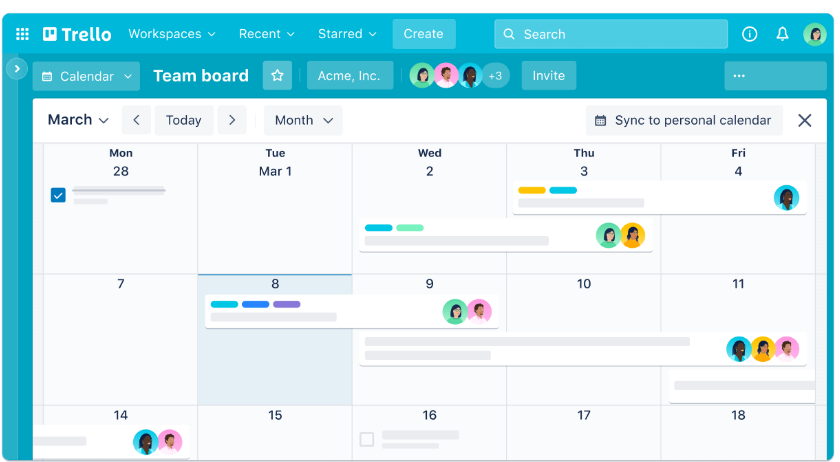 Trello Workspaces Recent Starred Create Search
Calendar Team board Acme, Inc. +3 Invite ...
March Today Month Sync to personal calendar
Mon Tue Wed Thu Fri
28 Mar 1 2 3 4
7 8 9 10 11
14 15 16 17 18